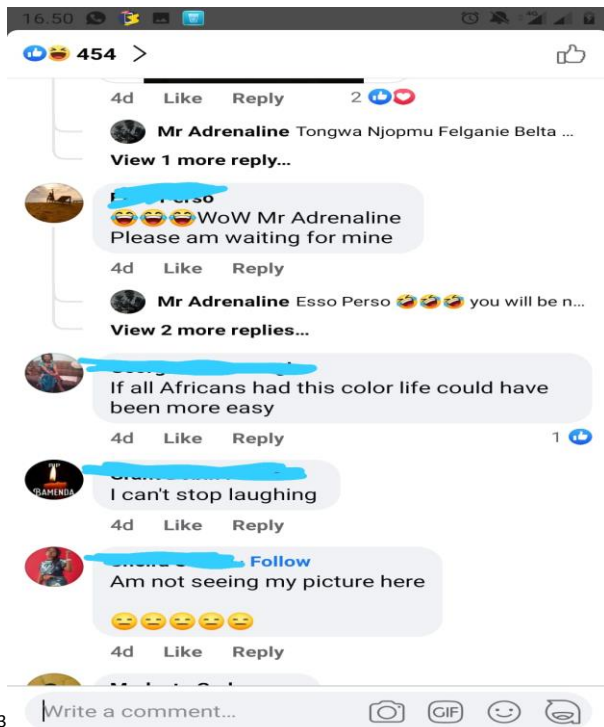 16.50
454 >
4d Like Reply 2
Mr Adrenaline Tongwa Njopmu Felganie Belta ...
View 1 more reply...
Perso
😂😂😂WoW Mr Adrenaline
Please am waiting for mine
4d Like Reply
Mr Adrenaline Esso Perso 🤣🤣🤣 you will be n...
View 2 more replies...
If all Africans had this color life could have
been more easy
4d Like Reply 1
RIP
BAMENDA
I can't stop laughing
4d Like Reply
Follow
Am not seeing my picture here
😑😑😑😑😑
4d Like Reply
Write a comment...
GIF
3